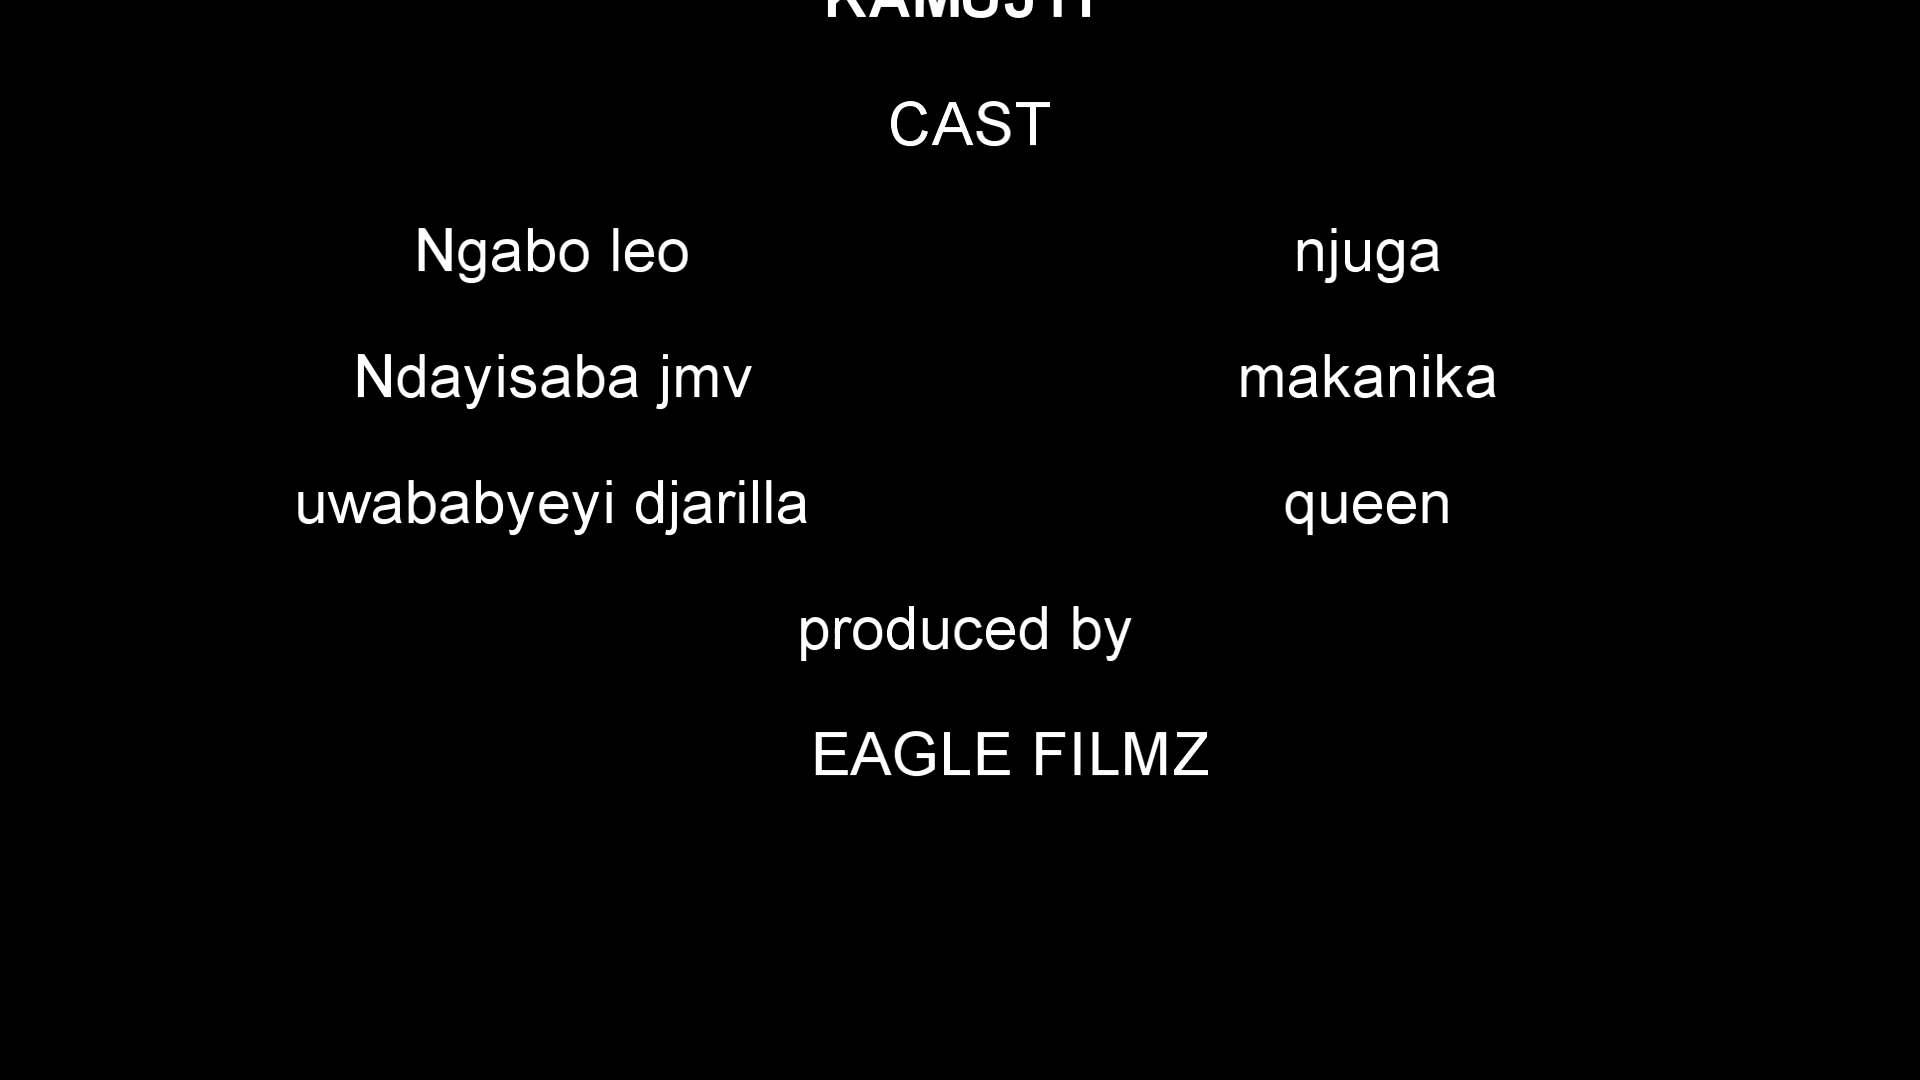 CAST
Ngabo leo njuga
Ndayisaba jmv makanika
uwababyeyi djarilla queen
produced by
EAGLE FILMZ